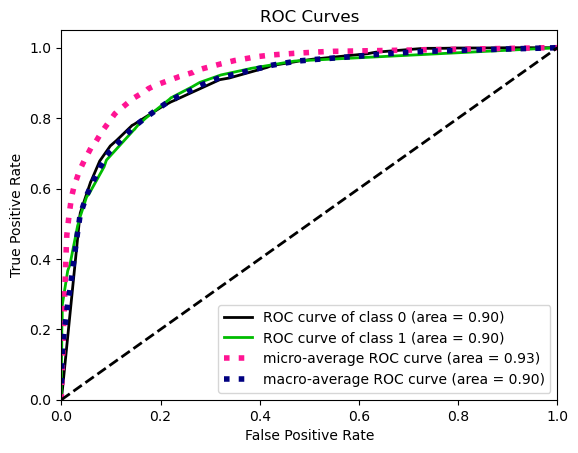 ROC Curves
True Positive Rate
1.0
0.8
0.6
0.4
0.2
0.0
ROC curve of class 0 (area = 0.90)
ROC curve of class 1 (area = 0.90)
micro-average ROC curve (area = 0.93)
macro-average ROC curve (area = 0.90)
0.0 0.2 0.4 0.6 0.8 1.0
False Positive Rate